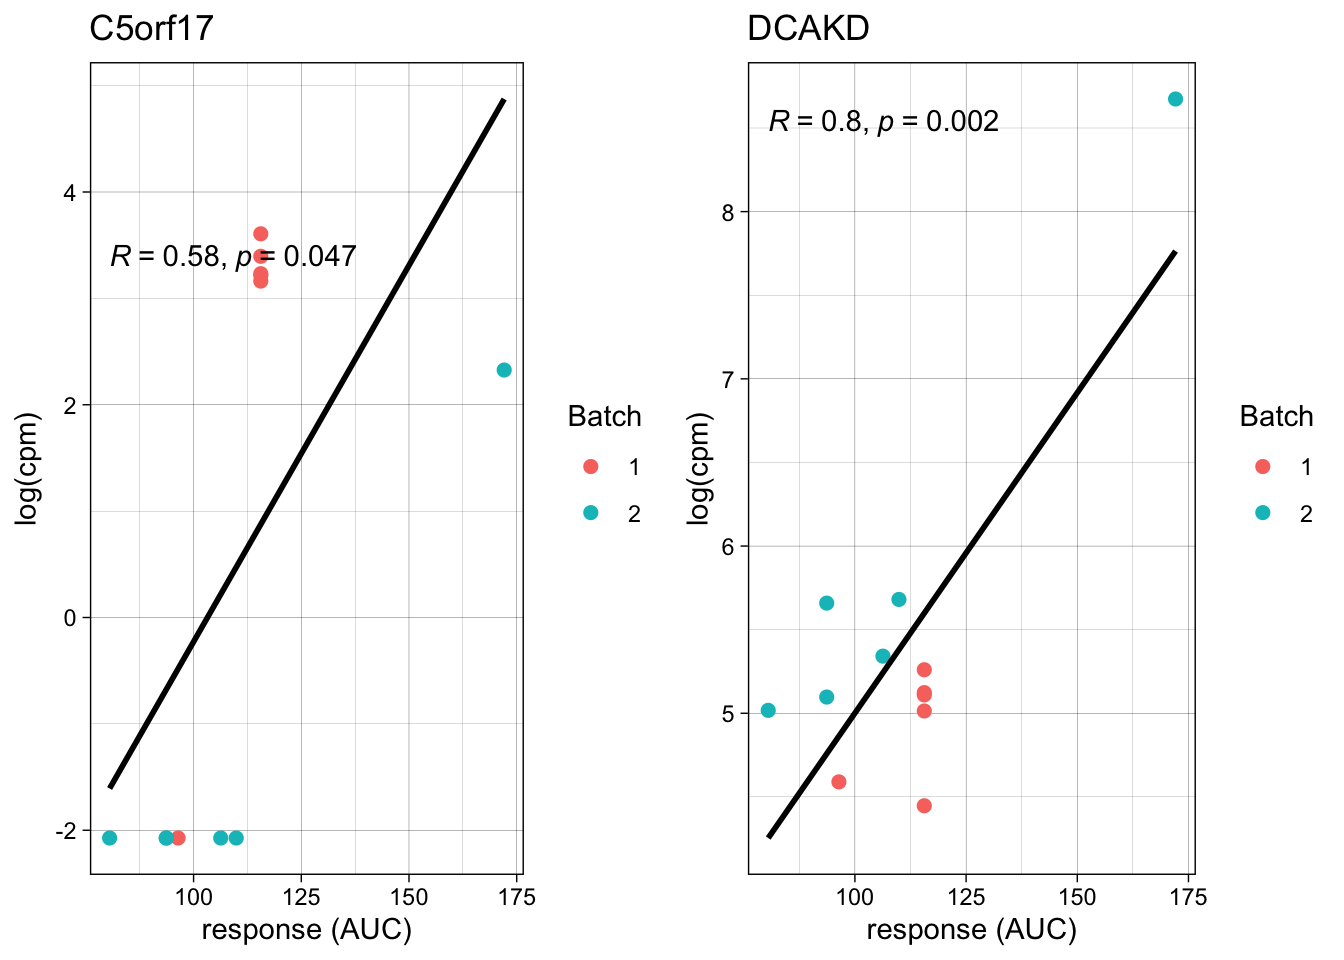 C5orf17
R = 0.58, p = 0.047
4
2
0
-2
log(cpm)
100 125 150 175
response (AUC)
Batch
1
2
DCAKD
R = 0.8, p = 0.002
8
7
6
5
log(cpm)
100 125 150 175
response (AUC)
Batch
1
2